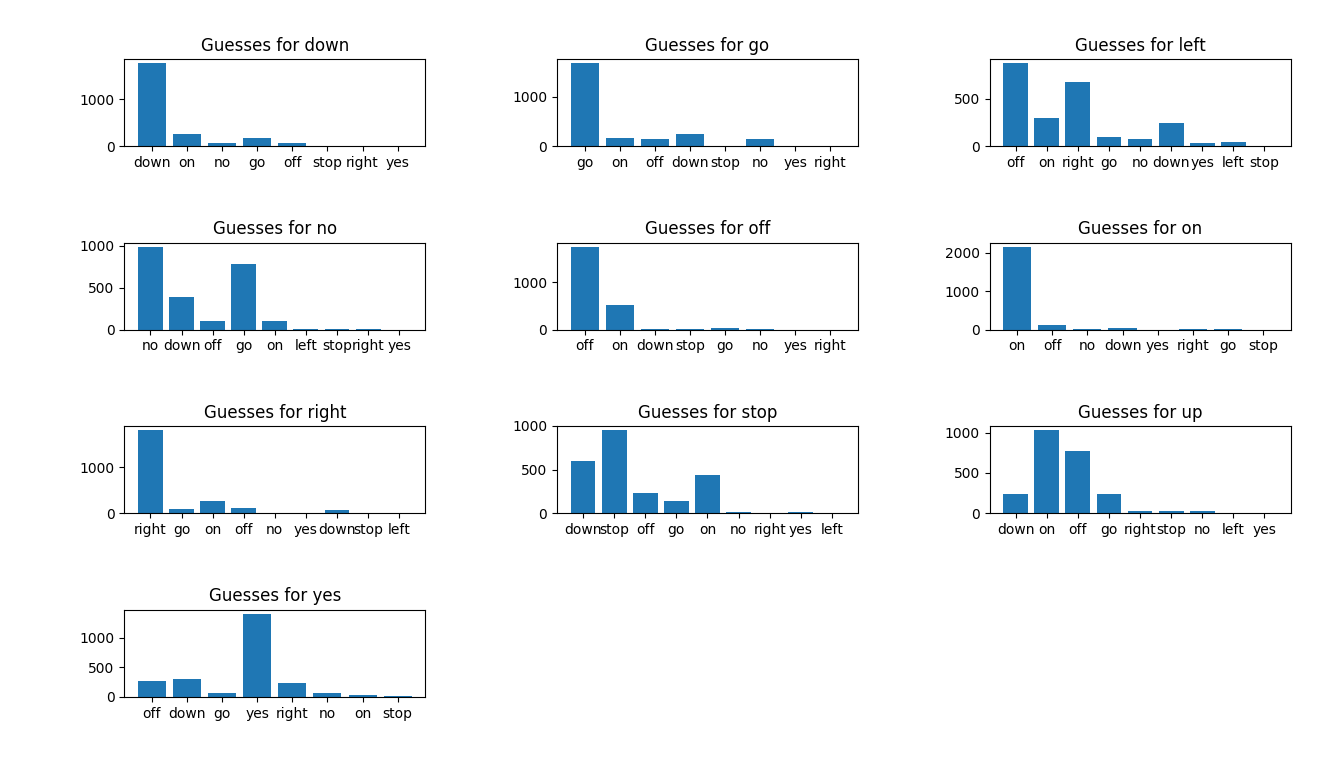 Guesses for down
1000
0
down on no go off stop right yes
Guesses for go
1000
0
go on off down stop no yes right
Guesses for left
500
0
off on right go no down yes left stop
Guesses for no
1000
500
0
no down off go on left stop right yes
Guesses for off
1000
0
off on down stop go no yes right
Guesses for on
2000
1000
0
on off no down yes right go stop
Guesses for right
1000
0
right go on off no yes down stop left
Guesses for stop
1000
500
0
down stop off go on no right yes left
Guesses for up
1000
500
0
down on off go right stop no left yes
Guesses for yes
1000
500
0
off down go yes right no on stop